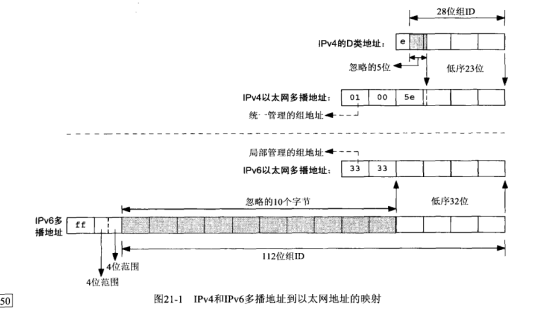 28位组ID
IPv4的D类地址： e
忽略的5位
低序23位
IPv4以太网多播地址： 01 00 5e
统一管理的组地址
局部管理的组地址
IPv6以太网多播地址： 33 33
忽略的10个字节
低序32位
IPv6多
播地址
ff
112位组ID
4位范围
4位范围
50
图21-1 IPv4和IPv6多播地址到以太网地址的映射